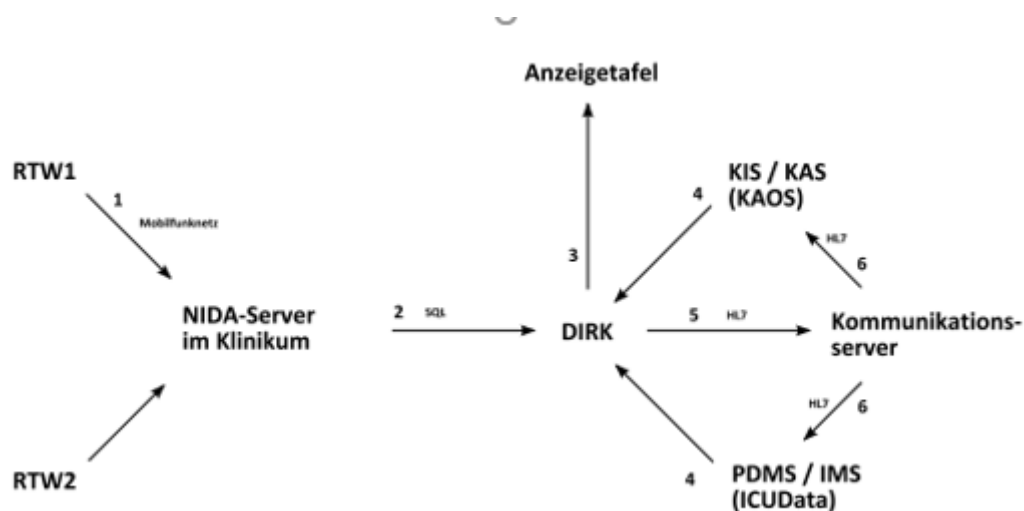 Anzeigetafel
RTW1
1
Mobilfunknetz
KIS / KAS
(KAOS)
4
HL7
6
3
NIDA-Server
im Klinikum
2 SQL
DIRK
5 HL7
Kommunikations-
server
HL7
6
4
RTW2
PDMS / IMS
(ICUData)